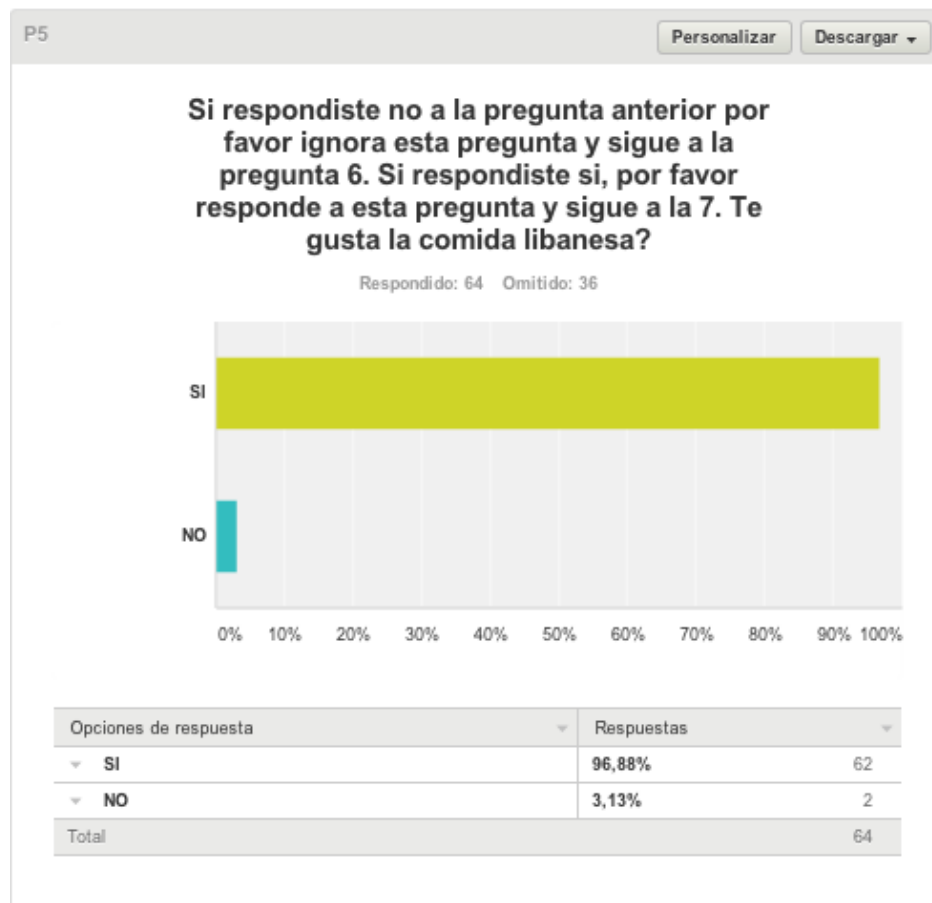 P5
Personalizar
Descargar
Si respondiste no a la pregunta anterior por
favor ignora esta pregunta y sigue a la
pregunta 6. Si respondiste si, por favor
responde a esta pregunta y sigue a la 7. Te
gusta la comida libanesa?
Respondido: 64 Omitido: 36
SI
NO
0% 10% 20% 30% 40% 50% 60% 70% 80% 90% 100%
Opciones de respuesta Respuestas
SI 96,88% 62
NO 3,13% 2
Total 64